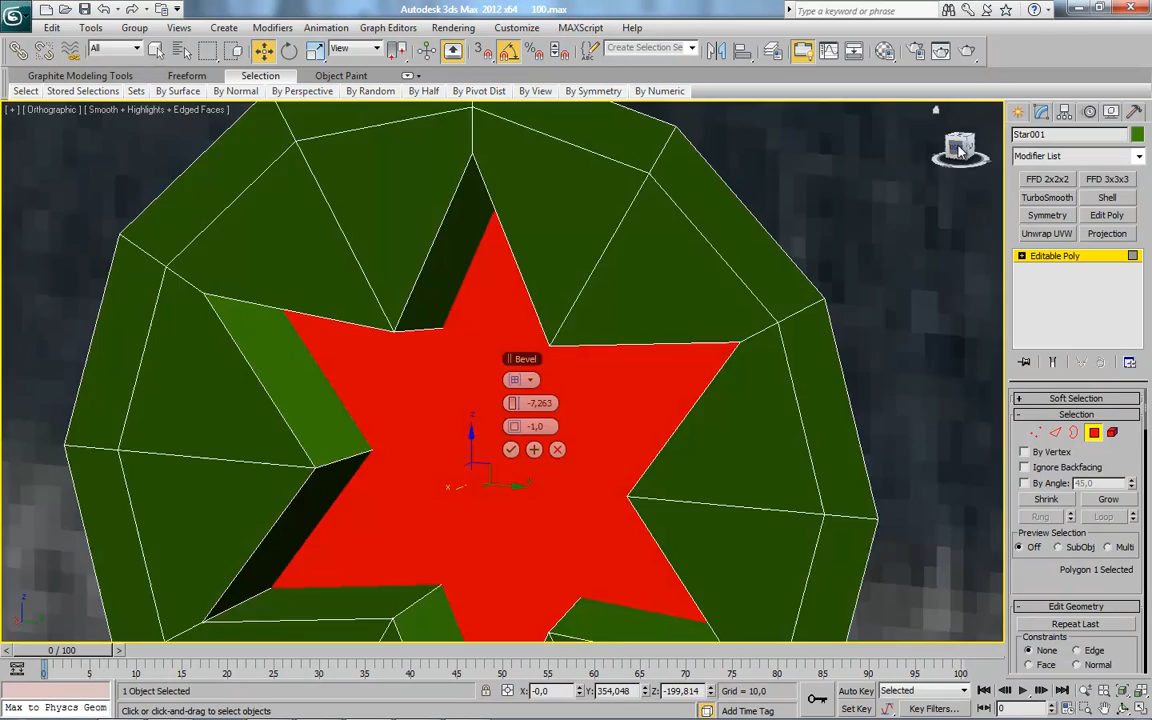 Autodesk 3ds Max 2012 x64    100.max
Type a keyword or phrase
Edit Tools Group Views Create Modifiers Animation Graph Editors Rendering Customize MAXScript Help
All View Create Selection Se
Graphite Modeling Tools Freeform Selection Object Paint
Select Stored Selections Sets By Surface By Normal By Perspective By Random By Half By Pivot Dist By View By Symmetry By Numeric
[ + ] [ Orthographic ] [ Smooth + Highlights + Edged Faces ]
Star001
Modifier List
FFD 2x2x2 FFD 3x3x3
TurboSmooth Shell
Symmetry Edit Poly
Unwrap UVW Projection
Editable Poly
Bevel
-7,263
-1,0
z
x
Soft Selection
Selection
By Vertex
Ignore Backfacing
By Angle: 45,0
Shrink Grow
Ring Loop
Preview Selection
Off SubObj Multi
Polygon 1 Selected
Edit Geometry
Repeat Last
Constraints
None Edge
Face Normal
0 / 100
0 5 10 15 20 25 30 35 40 45 50 55 60 65 70 75 80 85 90 95 100
1 Object Selected X: -0,0 Y: 354,048 Z: -199,814 Grid = 10,0 Auto Key Selected
Max to Physcs Geom Click or click-and-drag to select objects Add Time Tag Set Key Key Filters... 0